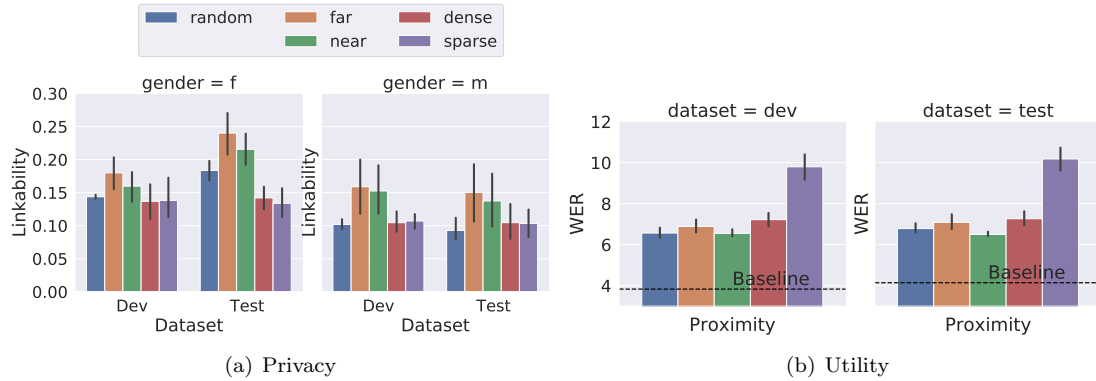 random far dense
near sparse
gender = f
gender = m
0.30
0.25
0.20
0.15
0.10
0.05
0.00
Linkability
Linkability
Dev Test
Dataset
Dev Test
Dataset
(a) Privacy
dataset = dev
dataset = test
12
10
8
6
4
WER
WER
Baseline
Baseline
Proximity
Proximity
(b) Utility